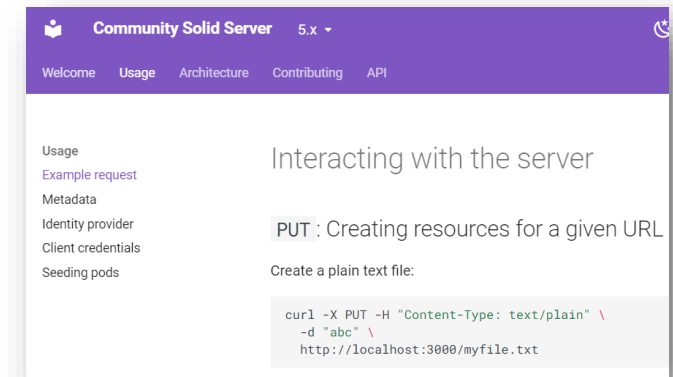 Community Solid Server 5.x
Welcome Usage Architecture Contributing API
Usage
Example request
Metadata
Identity provider
Client credentials
Seeding pods
Interacting with the server
PUT : Creating resources for a given URL
Create a plain text file:
curl -X PUT -H "Content-Type: text/plain" \
-d "abc" \
http://localhost:3000/myfile.txt